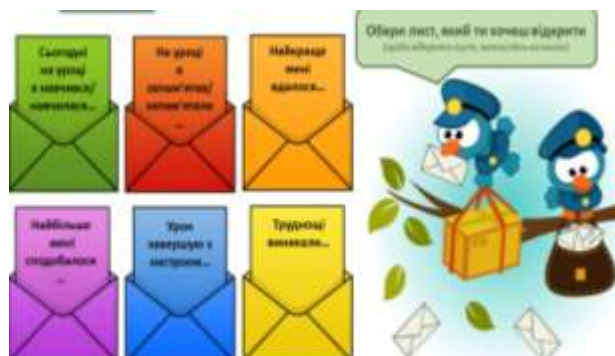 Сьогодні
на уроці
я навчився/
навчилася...
На уроці
я
запам'ятав/
запам'ятала
...
Найкраще
мені
вдалося...
Обери лист, який ти хочеш відкрити
Найбільше
мені
сподобалося
...
Урок
завершую з
настроєм...
Труднощі
виникали...